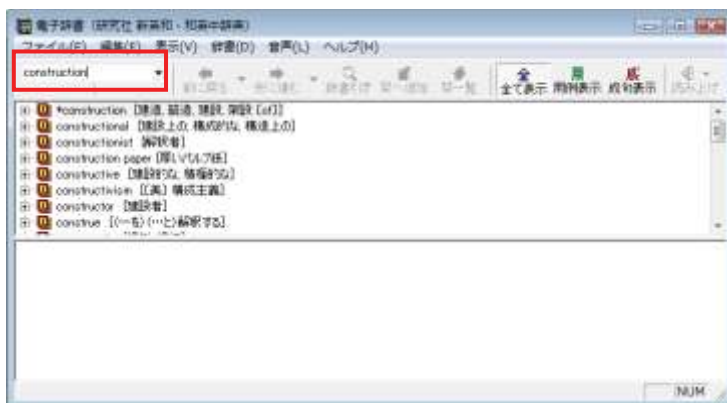 電子辞書 (研究社 新英和・和英中辞典)
ファイル(F) 編集(E) 表示(V) 辞書(D) 音声(L) ヘルプ(H)
construction 全て表示 用例表示 成句表示
*construction [建造, 築造, 建設, 架設 [of]]
constructional [建設上の, 構成的な, 構造上の]
constructionist [解釈者]
construction paper [厚いパルプ紙]
constructive [建設的な, 積極的な]
constructivism [(美) 構成主義]
constructor [建設者]
construe [(…を)(…と)解釈する]
NUM